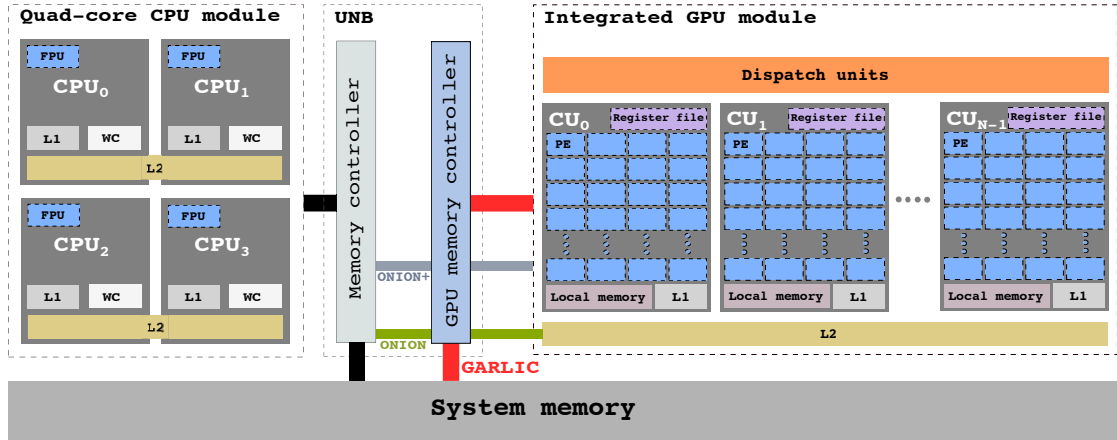 Quad-core CPU module
FPU
CPU0
L1
WC
FPU
CPU1
L1
WC
L2
FPU
CPU2
L1
WC
FPU
CPU3
L1
WC
L2
UNB
Memory controller
GPU memory controller
ONION+
ONION
GARLIC
Integrated GPU module
Dispatch units
CU0
Register file
PE
Local memory
L1
CU1
Register file
PE
Local memory
L1
CUN-1
Register file
PE
Local memory
L1
L2
System memory